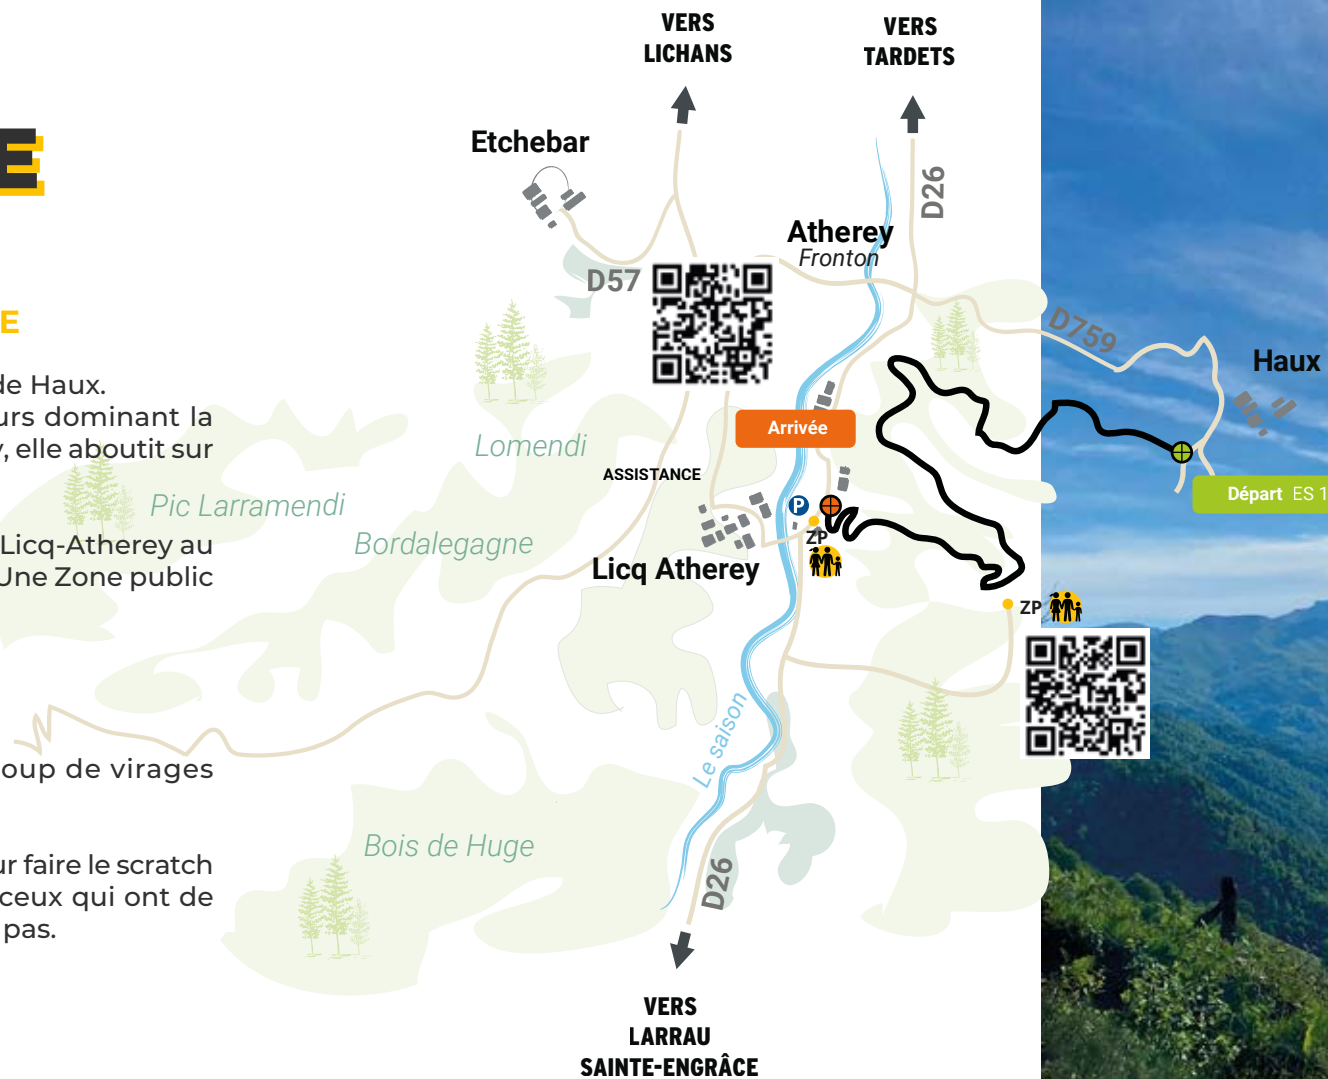 E
E
de Haux.
urs dominant la
y, elle aboutit sur
Licq-Atherey au
Une Zone public
oup de virages
ur faire le scratch
ceux qui ont de
pas.
VERS
LICHANS
VERS
TARDETS
Etchebar
D26
Atherey
Fronton
D57
D759
Haux
Arrivée
Lomendi
ASSISTANCE
Pic Larramendi
Départ ES 1
P
Bordalegagne
ZP
Licq Atherey
ZP
Le saison
Bois de Huge
D26
VERS
LARRAU
SAINTE-ENGRÂCE